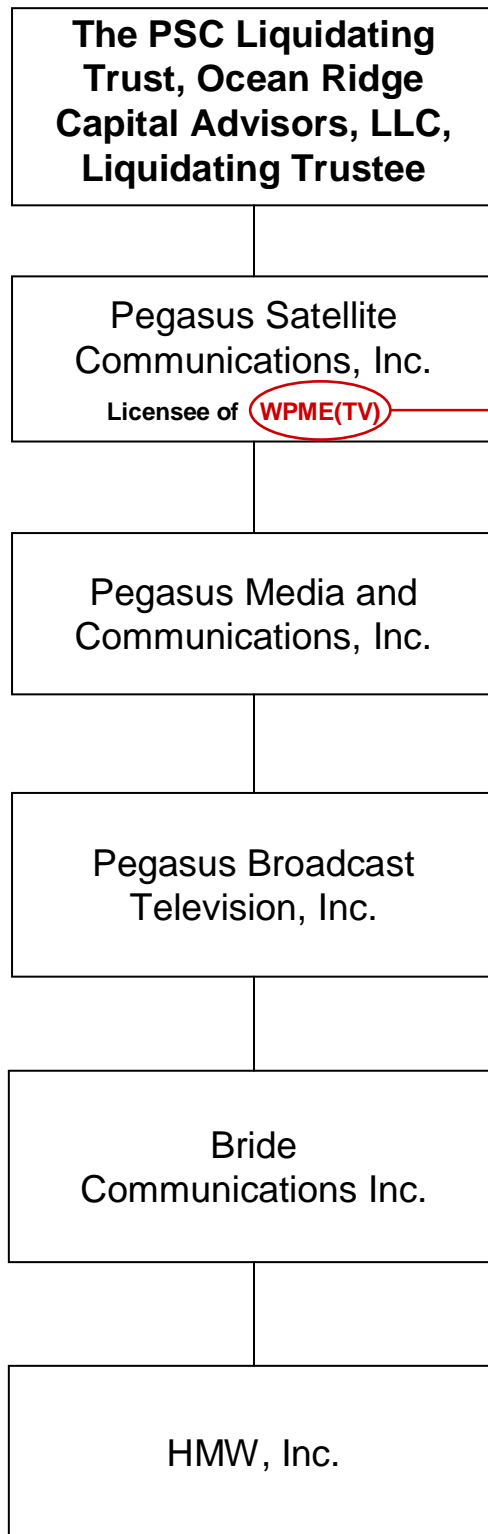 The PSC Liquidating
Trust, Ocean Ridge
Capital Advisors, LLC,
Liquidating Trustee
Pegasus Satellite
Communications, Inc.
Licensee of WPME(TV)
Pegasus Media and
Communications, Inc.
Pegasus Broadcast
Television, Inc.
Bride
Communications Inc.
HMW, Inc.